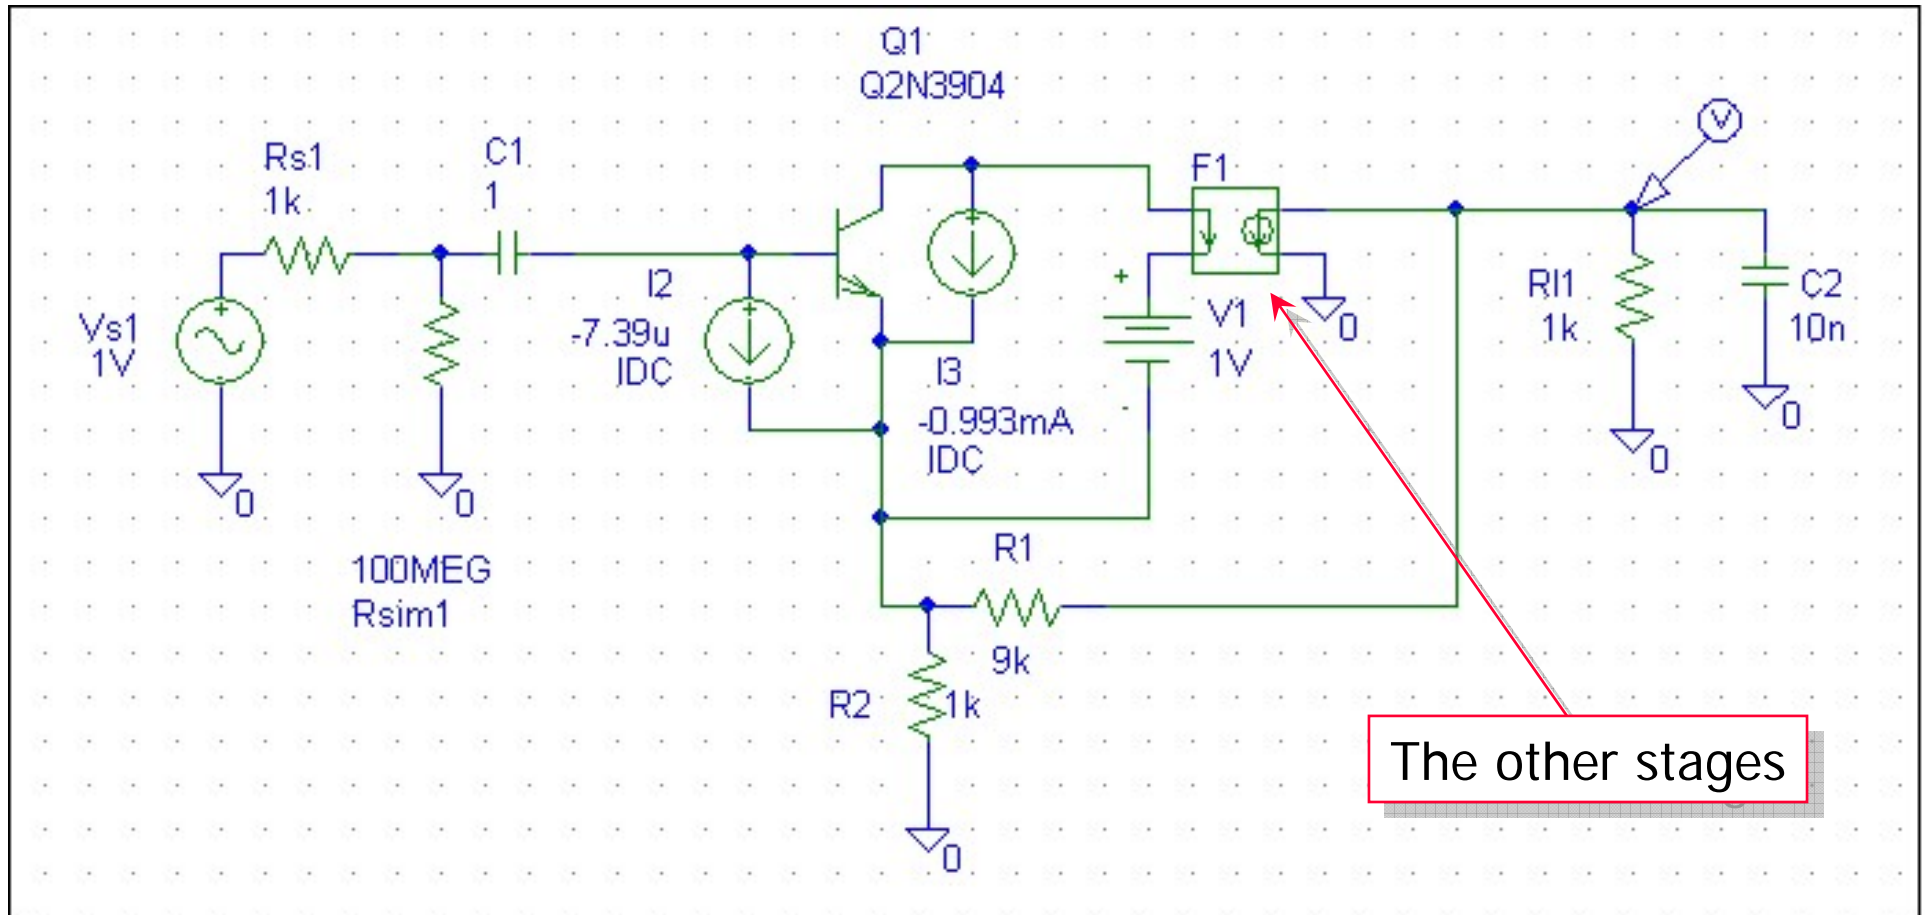 Q1
Q2N3904
Rs1
1k
C1
1
F1
Vs1
1V
I2
-7.39u
IDC
+
V1
1V
-
0
Rl1
1k
C2
10n
I3
-0.993mA
IDC
0
0
0
0
100MEG
Rsim1
R1
9k
R2
1k
0
V
The other stages